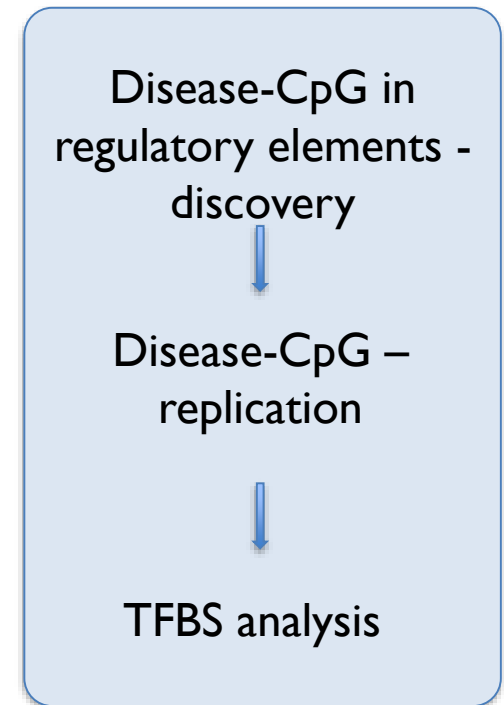 Disease-CpG in
regulatory elements -
discovery
Disease-CpG –
replication
TFBS analysis